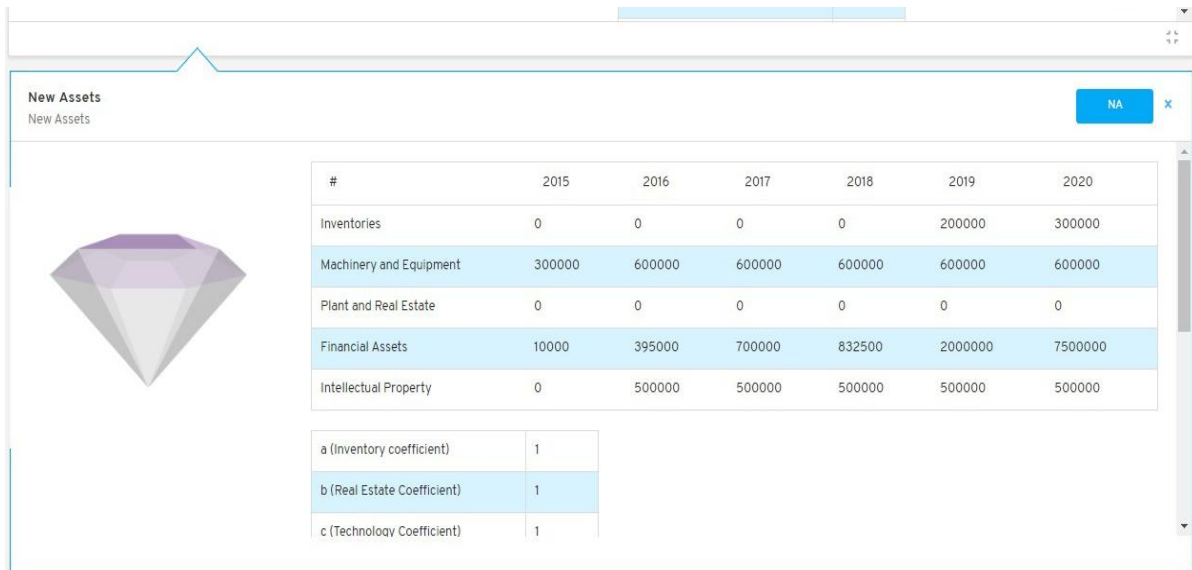 New Assets
New Assets
NA
x
# 2015 2016 2017 2018 2019 2020
Inventories 0 0 0 0 200000 300000
Machinery and Equipment 300000 600000 600000 600000 600000 600000
Plant and Real Estate 0 0 0 0 0 0
Financial Assets 10000 395000 700000 832500 2000000 7500000
Intellectual Property 0 500000 500000 500000 500000 500000
a (Inventory coefficient) 1
b (Real Estate Coefficient) 1
c (Technology Coefficient) 1